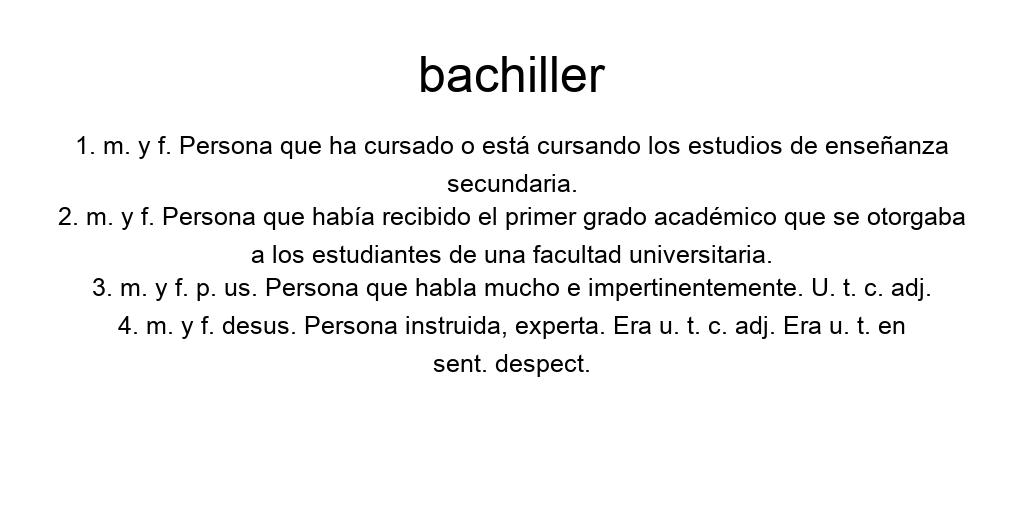 bachiller
1. m. y f. Persona que ha cursado o está cursando los estudios de enseñanza
secundaria.
2. m. y f. Persona que había recibido el primer grado académico que se otorgaba
a los estudiantes de una facultad universitaria.
3. m. y f. p. us. Persona que habla mucho e impertinentemente. U. t. c. adj.
4. m. y f. desus. Persona instruida, experta. Era u. t. c. adj. Era u. t. en
sent. despect.